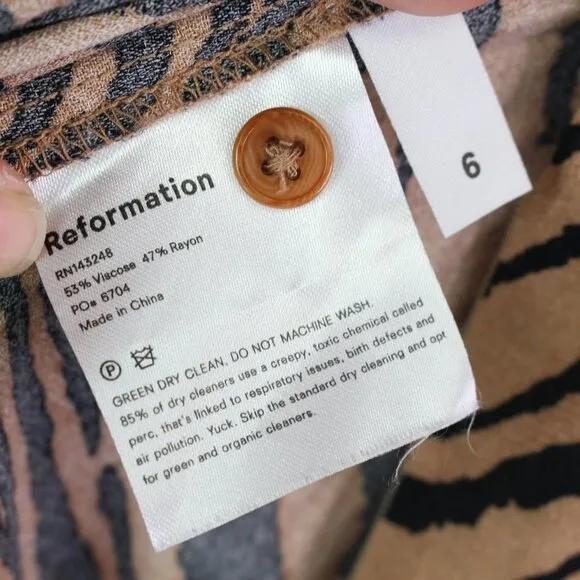 Reformation
RN143248
53% Viscose 47% Rayon
PO# 6704
Made in China
P
GREEN DRY CLEAN. DO NOT MACHINE WASH.
85% of dry cleaners use a creepy, toxic chemical called
perc, that's linked to respiratory issues, birth defects and
air pollution. Yuck. Skip the standard dry cleaning and opt
for green and organic cleaners.
6